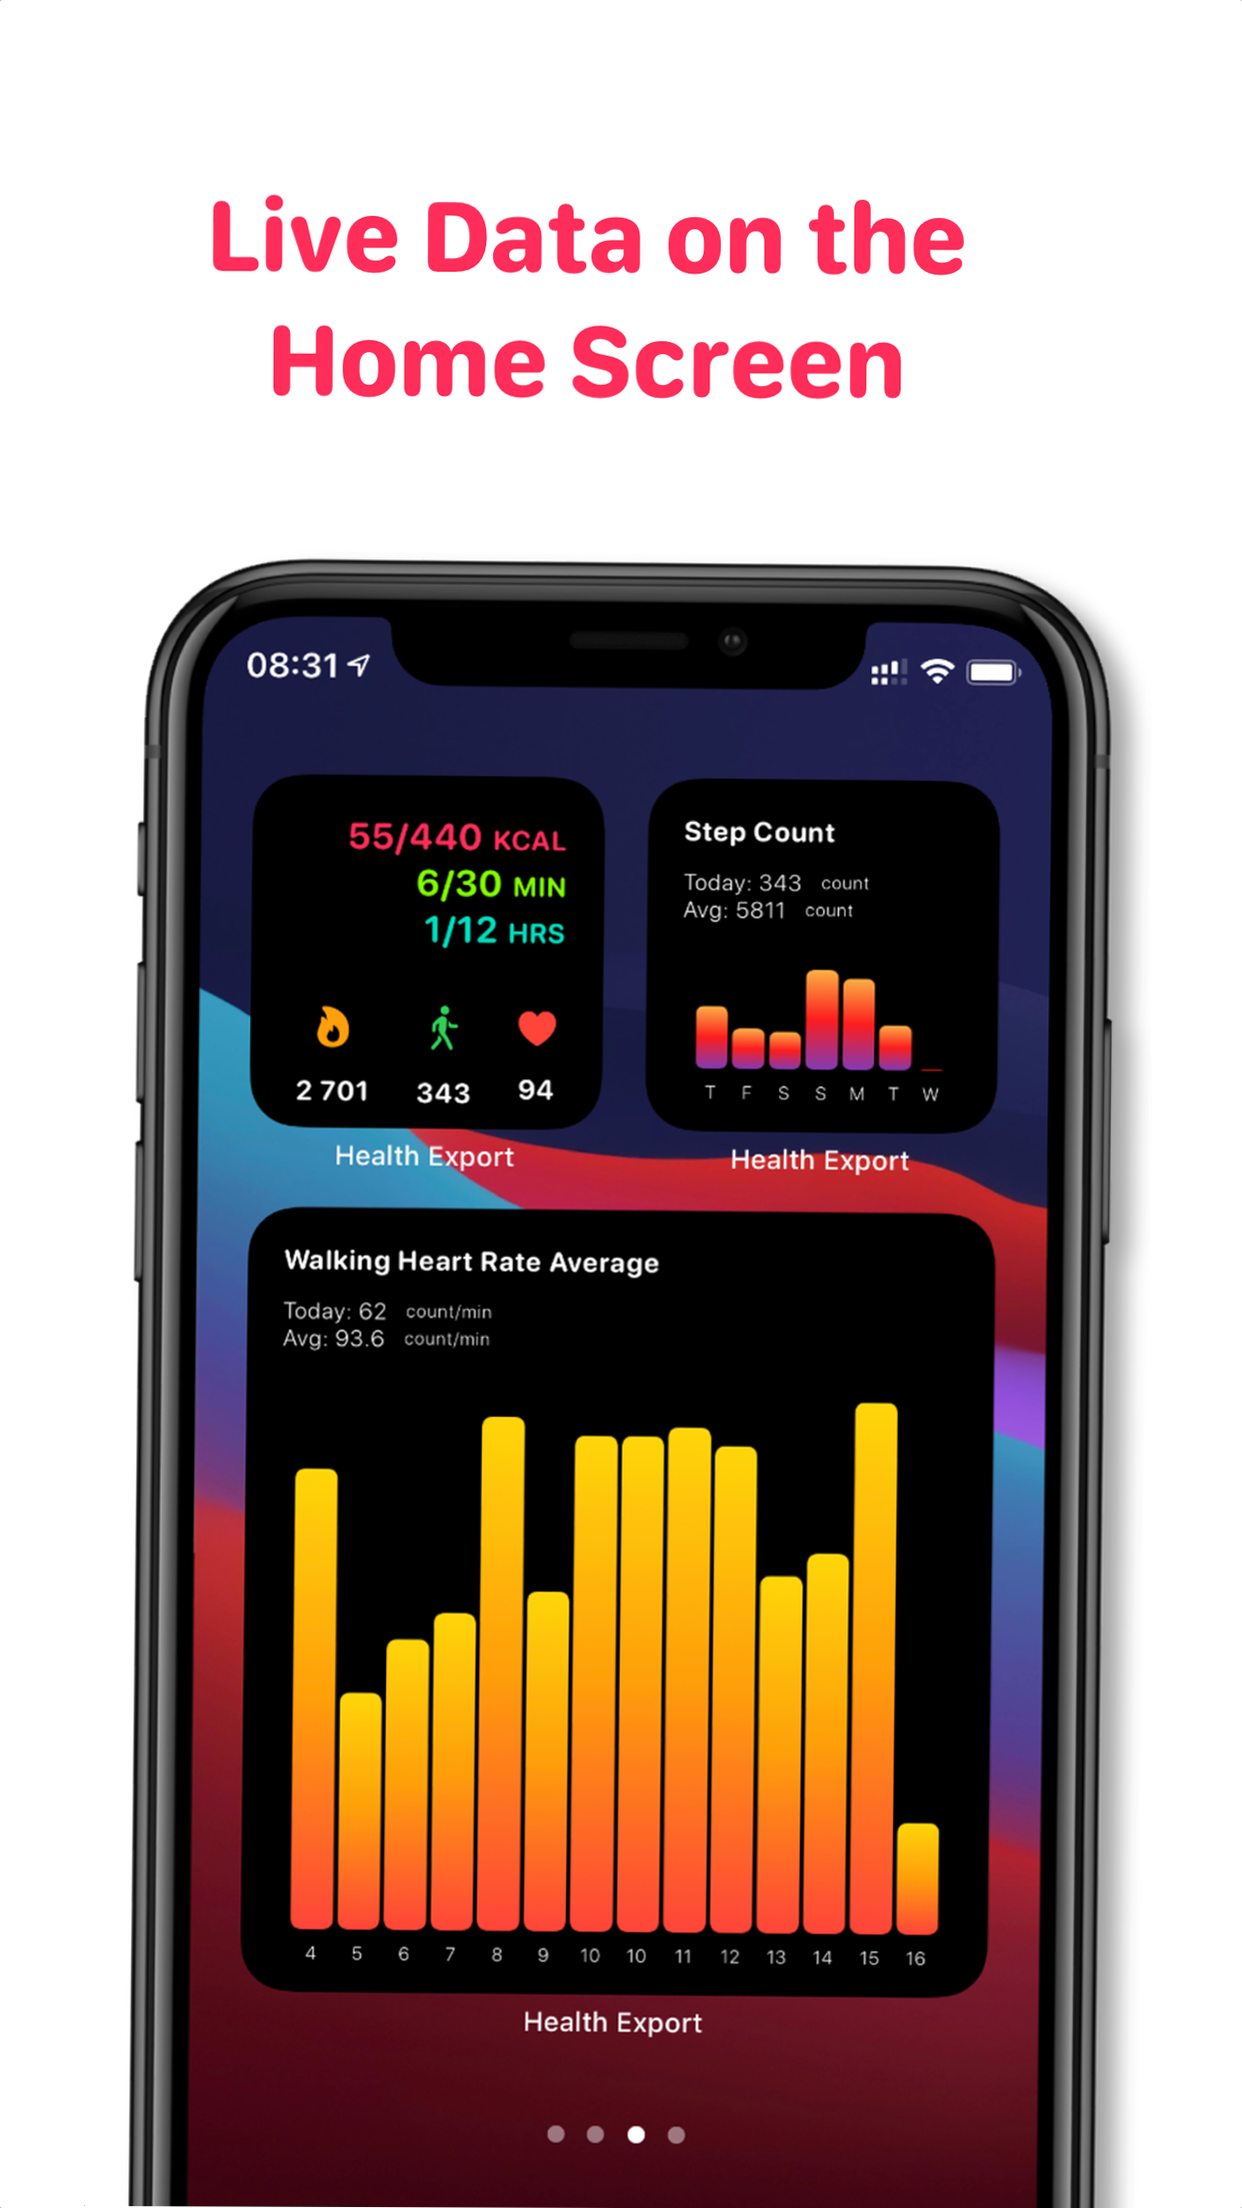 Live Data on the
Home Screen
08:31
55/440 KCAL
6/30 MIN
1/12 HRS
2 701 343 94
Health Export
Step Count
Today: 343 count
Avg: 5811 count
T F S S M T W
Health Export
Walking Heart Rate Average
Today: 62 count/min
Avg: 93.6 count/min
4 5 6 7 8 9 10 10 11 12 13 14 15 16
Health Export